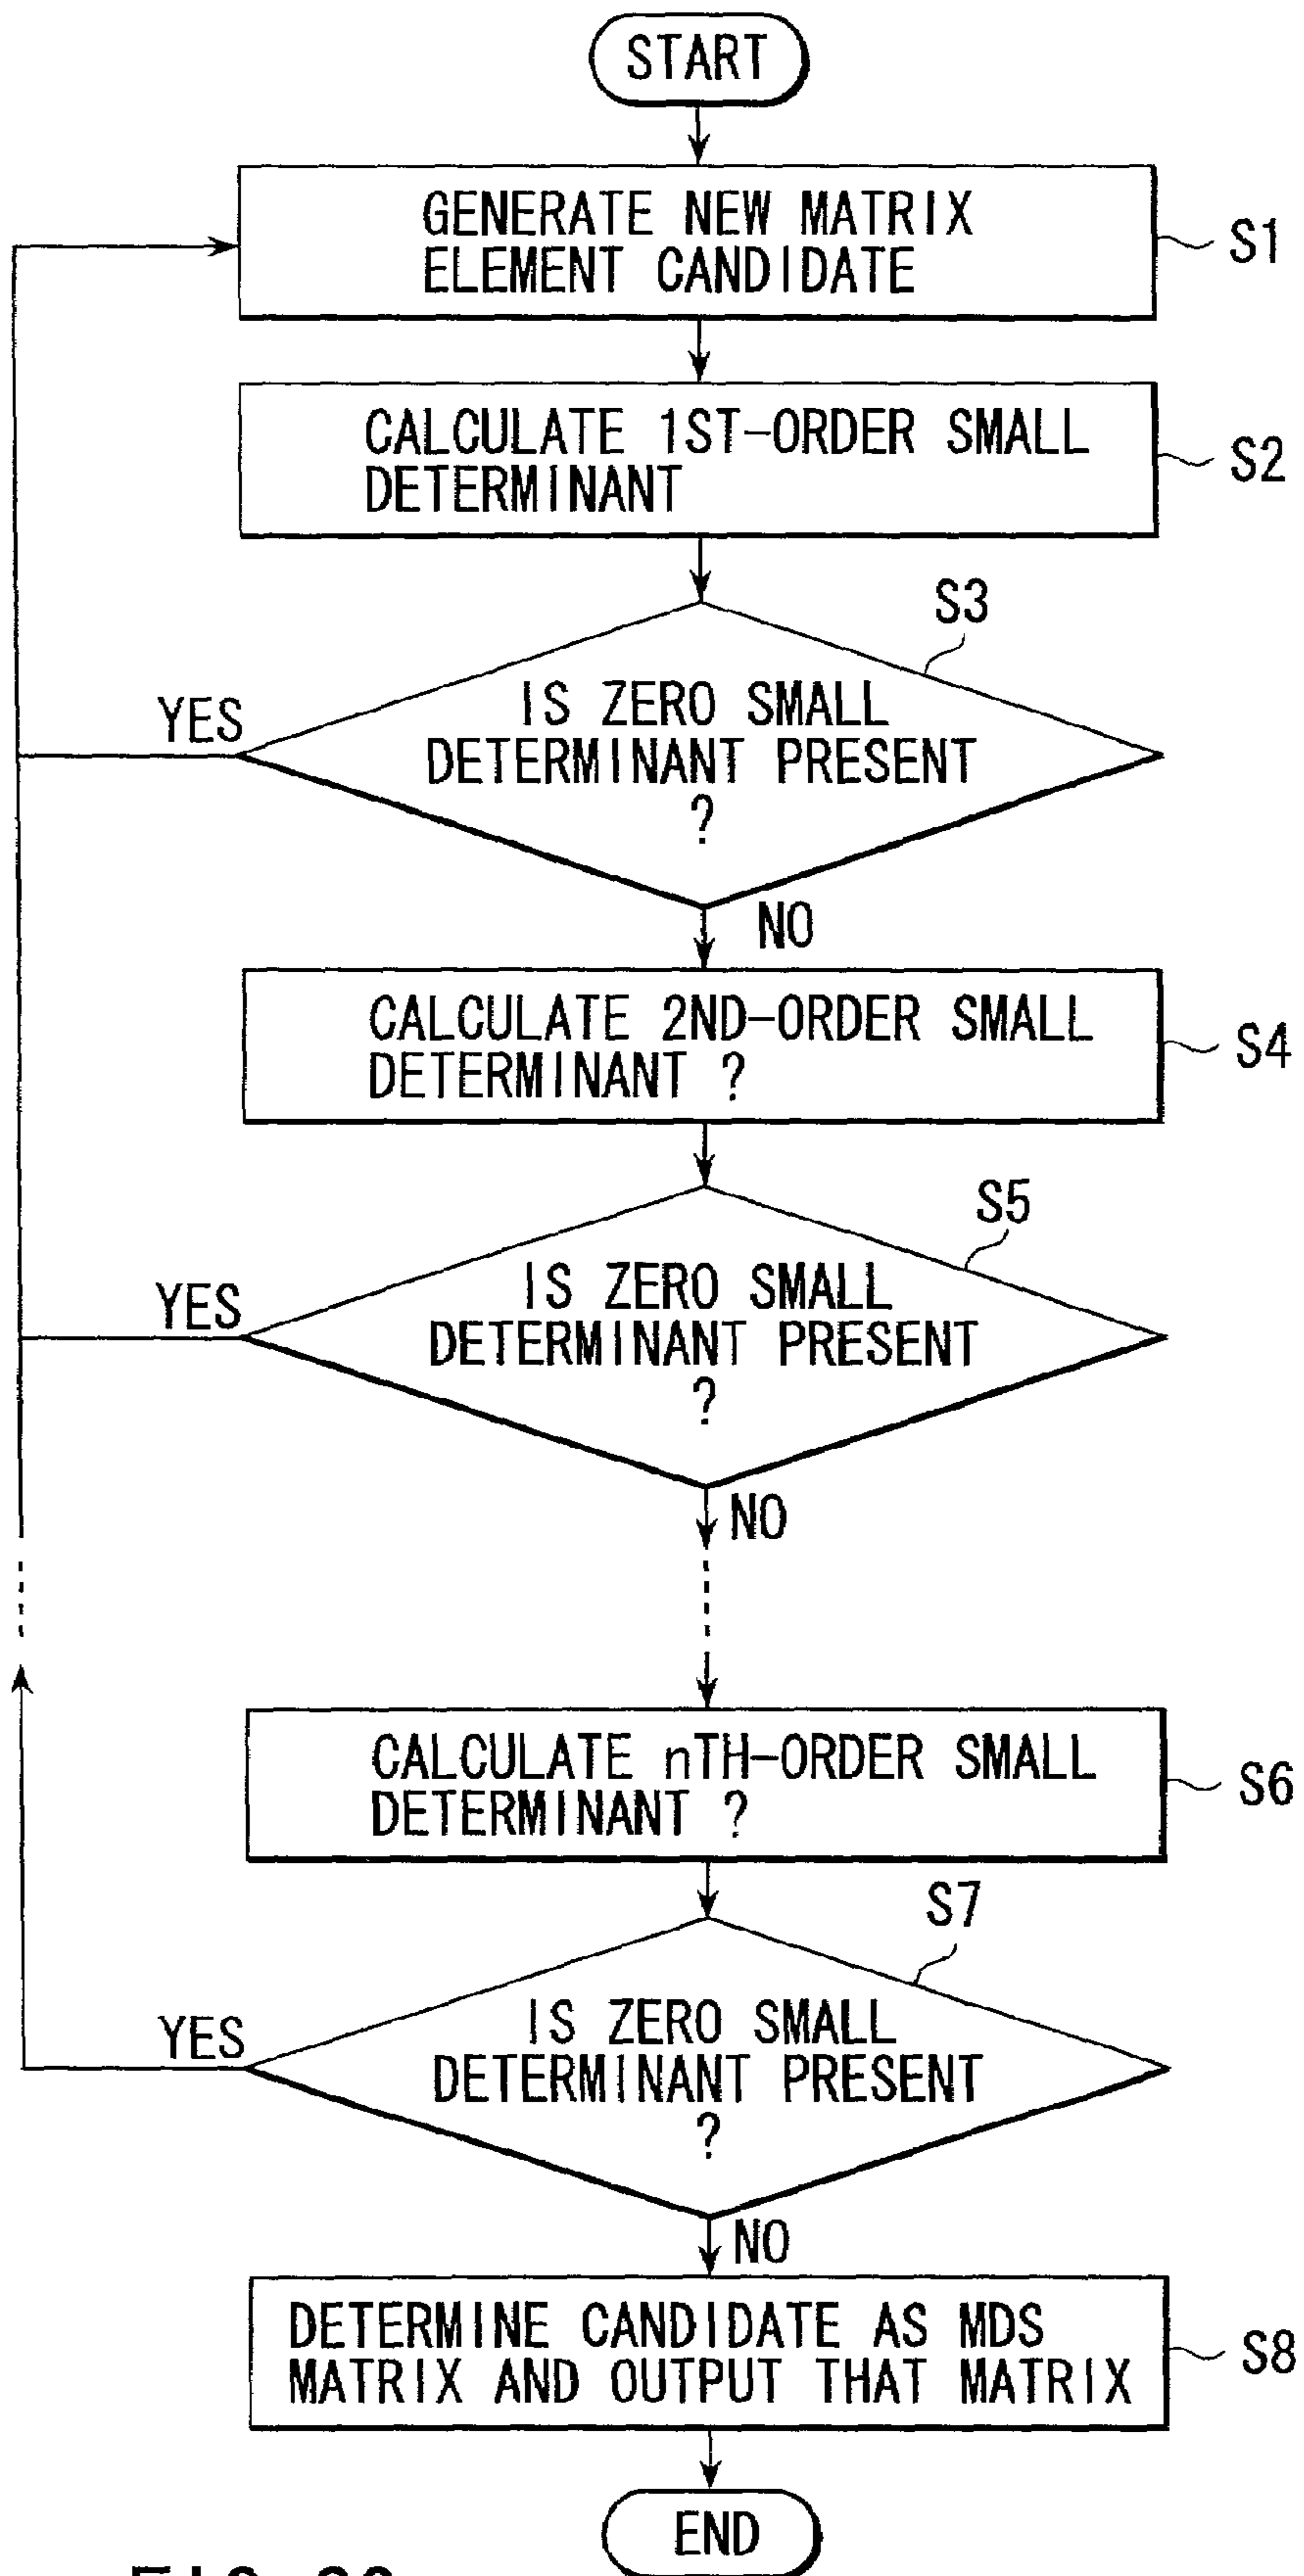 START
GENERATE NEW MATRIX
ELEMENT CANDIDATE
S1
CALCULATE 1ST-ORDER SMALL
DETERMINANT
S2
S3
IS ZERO SMALL
DETERMINANT PRESENT
?
YES
NO
CALCULATE 2ND-ORDER SMALL
DETERMINANT ?
S4
S5
IS ZERO SMALL
DETERMINANT PRESENT
?
YES
NO
CALCULATE nTH-ORDER SMALL
DETERMINANT ?
S6
S7
IS ZERO SMALL
DETERMINANT PRESENT
?
YES
NO
DETERMINE CANDIDATE AS MDS
MATRIX AND OUTPUT THAT MATRIX
S8
END